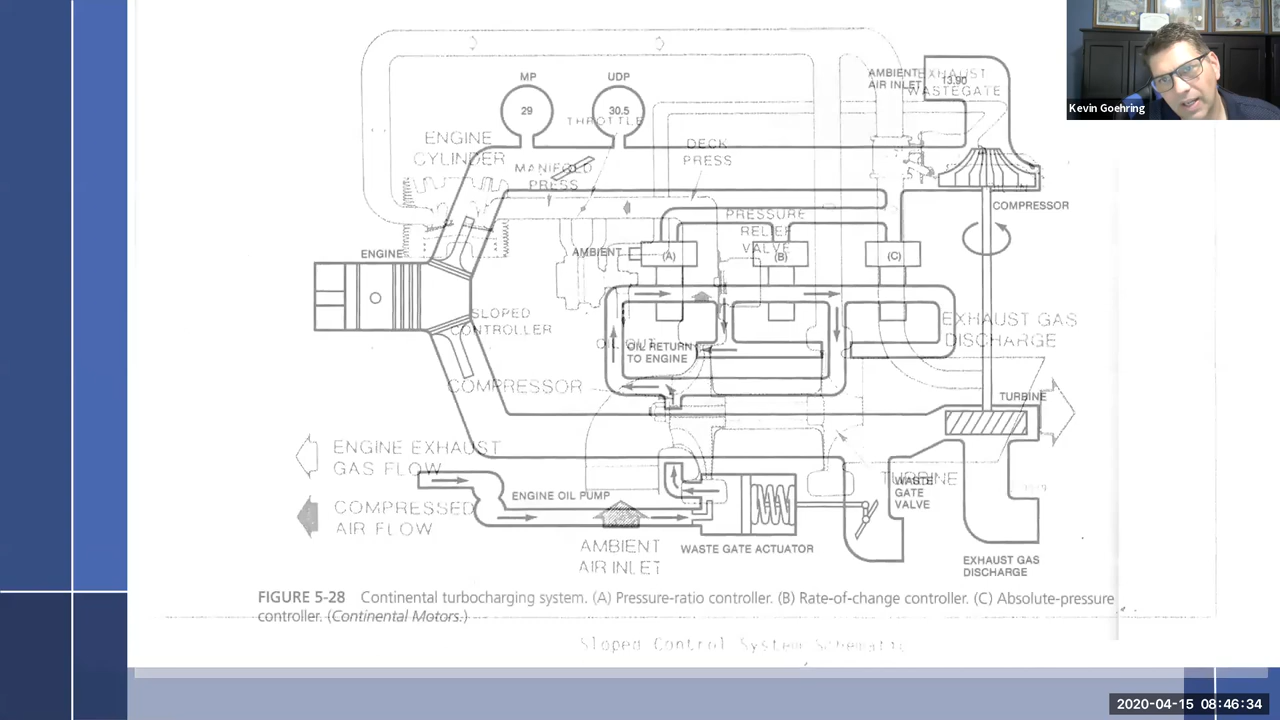 Kevin Goehring
MP
UDP
AMBIENT
AIR INLET
EXHAUST
WASTEGATE
13.90
29
30.5
THROTTLE
ENGINE
CYLINDER
DECK
PRESS
MANIFOLD
PRESS
COMPRESSOR
PRESSURE
RELIEF
VALVE
ENGINE
AMBIENT
(A)
(B)
(C)
SLOPED
CONTROLLER
EXHAUST GAS
DISCHARGE
OIL OUT
OIL RETURN
TO ENGINE
COMPRESSOR
TURBINE
ENGINE EXHAUST
GAS FLOW
TURBINE
WASTE
GATE
VALVE
ENGINE OIL PUMP
COMPRESSED
AIR FLOW
AMBIENT
AIR INLET
WASTE GATE ACTUATOR
EXHAUST GAS
DISCHARGE
FIGURE 5-28 Continental turbocharging system. (A) Pressure-ratio controller. (B) Rate-of-change controller. (C) Absolute-pressure
controller. (Continental Motors.)
Sloped Control System Schematic
2020-04-15 08:46:34